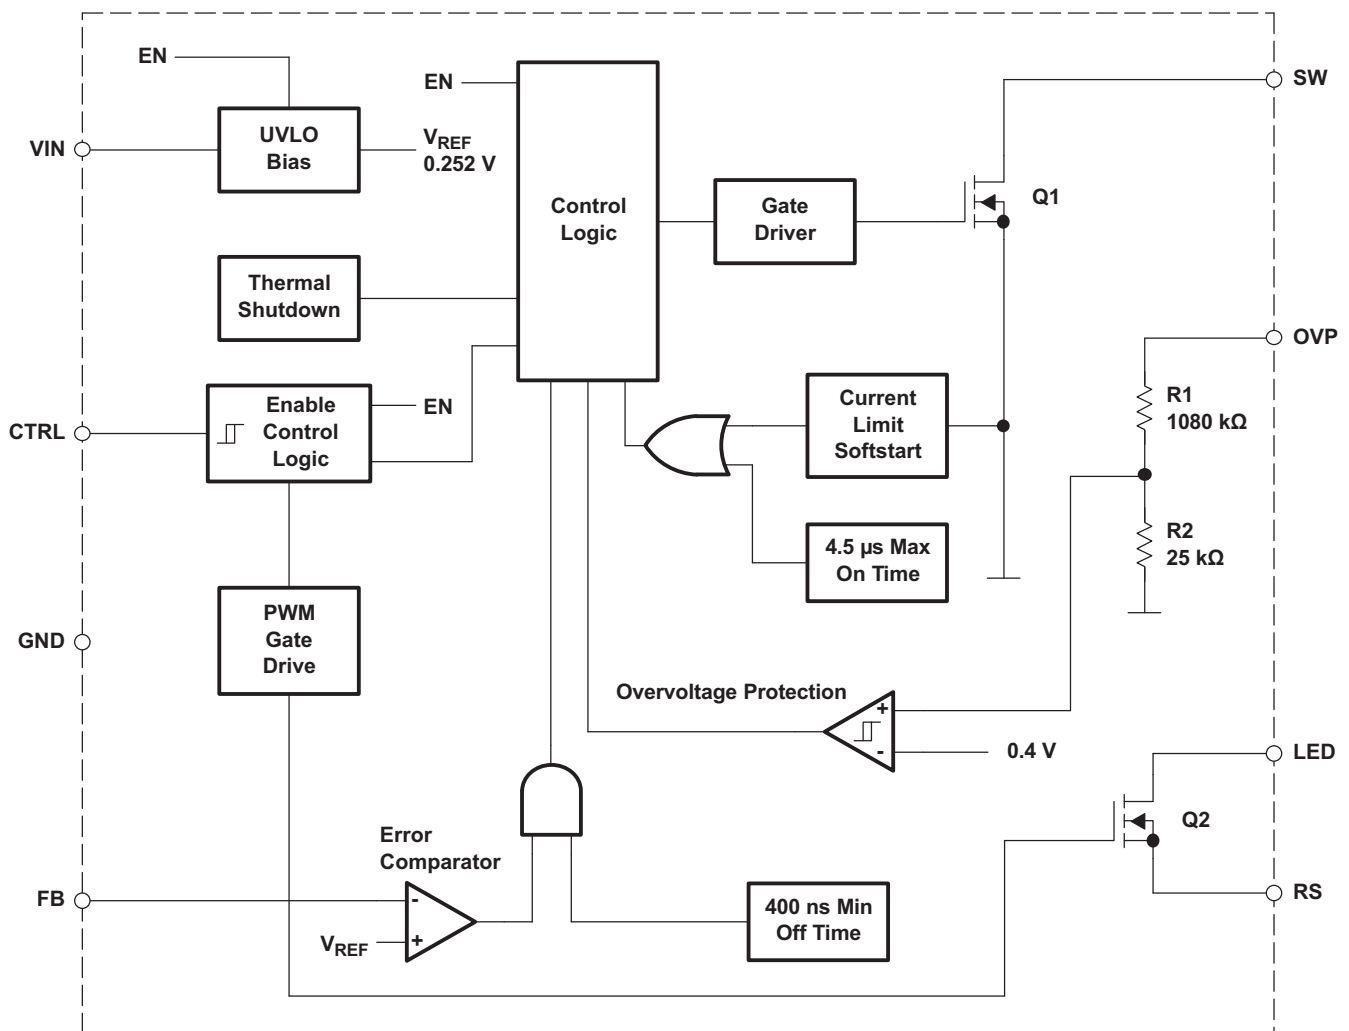 EN
EN
SW
UVLO
Bias
VIN
VREF
0.252 V
Control
Logic
Gate
Driver
Q1
Thermal
Shutdown
OVP
Enable
Control
Logic
EN
CTRL
Current
Limit
Softstart
R1
1080 kΩ
4.5 µs Max
On Time
R2
25 kΩ
PWM
Gate
Drive
GND
Overvoltage Protection
+
-
0.4 V
LED
Q2
Error
Comparator
FB
-
+
VREF
400 ns Min
Off Time
RS